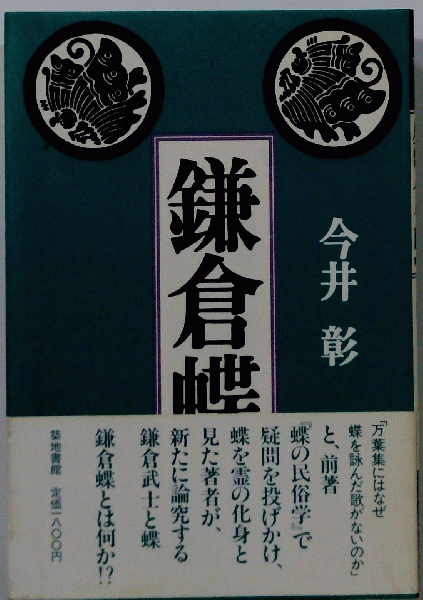 鎌倉蝶
今井 彰
「万葉集にはなぜ
蝶を詠んだ歌がないのか」
と、前著
『蝶の民俗学』で
疑問を投げかけ、
蝶を霊の化身と
見た著者が、
新たに論究する
鎌倉武士と蝶
鎌倉蝶とは何か!?
築地書館 定価一八〇〇円